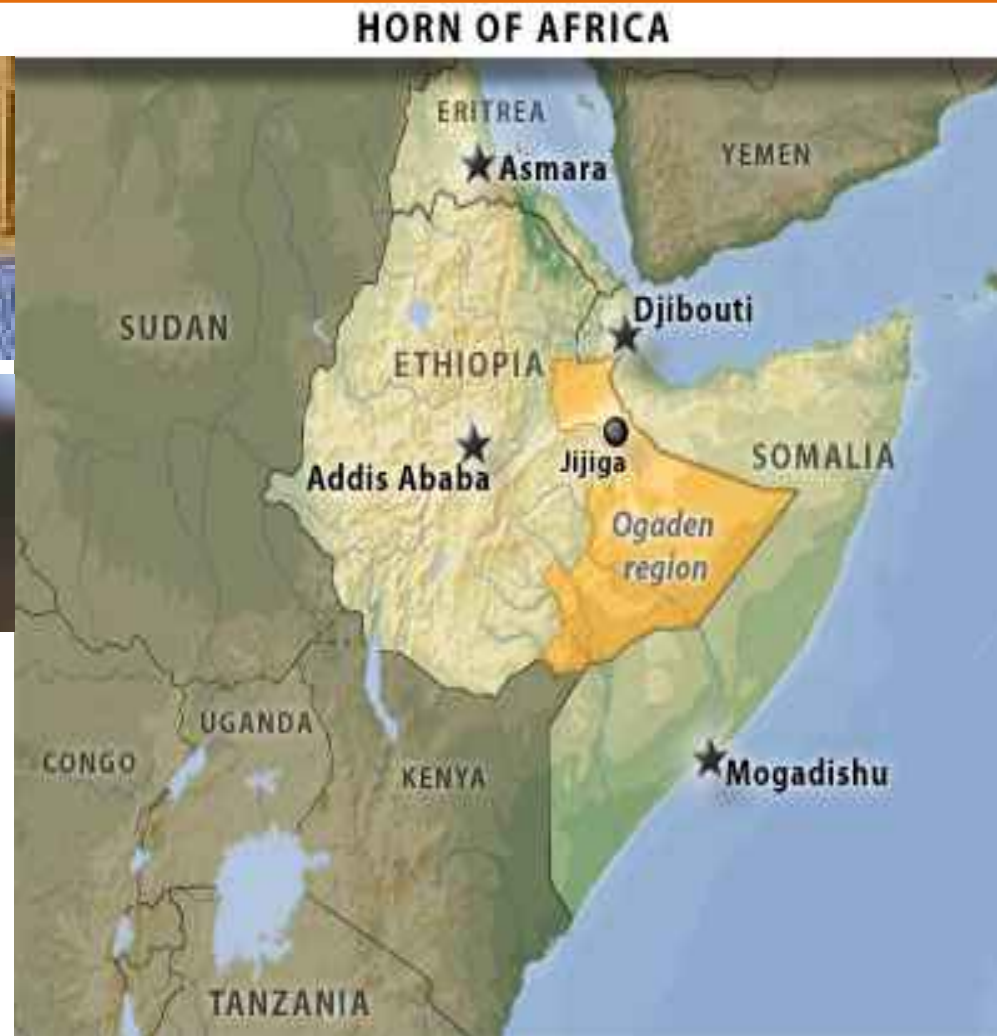 HORN OF AFRICA
ERITREA
Asmara
YEMEN
Djibouti
SUDAN
ETHIOPIA
Jijiga
SOMALIA
Addis Ababa
Ogaden
region
UGANDA
CONGO
KENYA
Mogadishu
TANZANIA